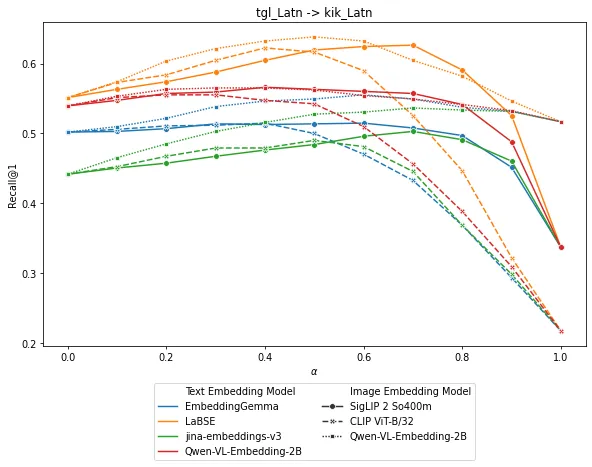 tgl_Latn -> kik_Latn
Recall@1
0.6
0.5
0.4
0.3
0.2
0.0 0.2 0.4 0.6 0.8 1.0
α
Text Embedding Model Image Embedding Model
EmbeddingGemma SigLIP 2 So400m
LaBSE CLIP ViT-B/32
jina-embeddings-v3 Qwen-VL-Embedding-2B
Qwen-VL-Embedding-2B